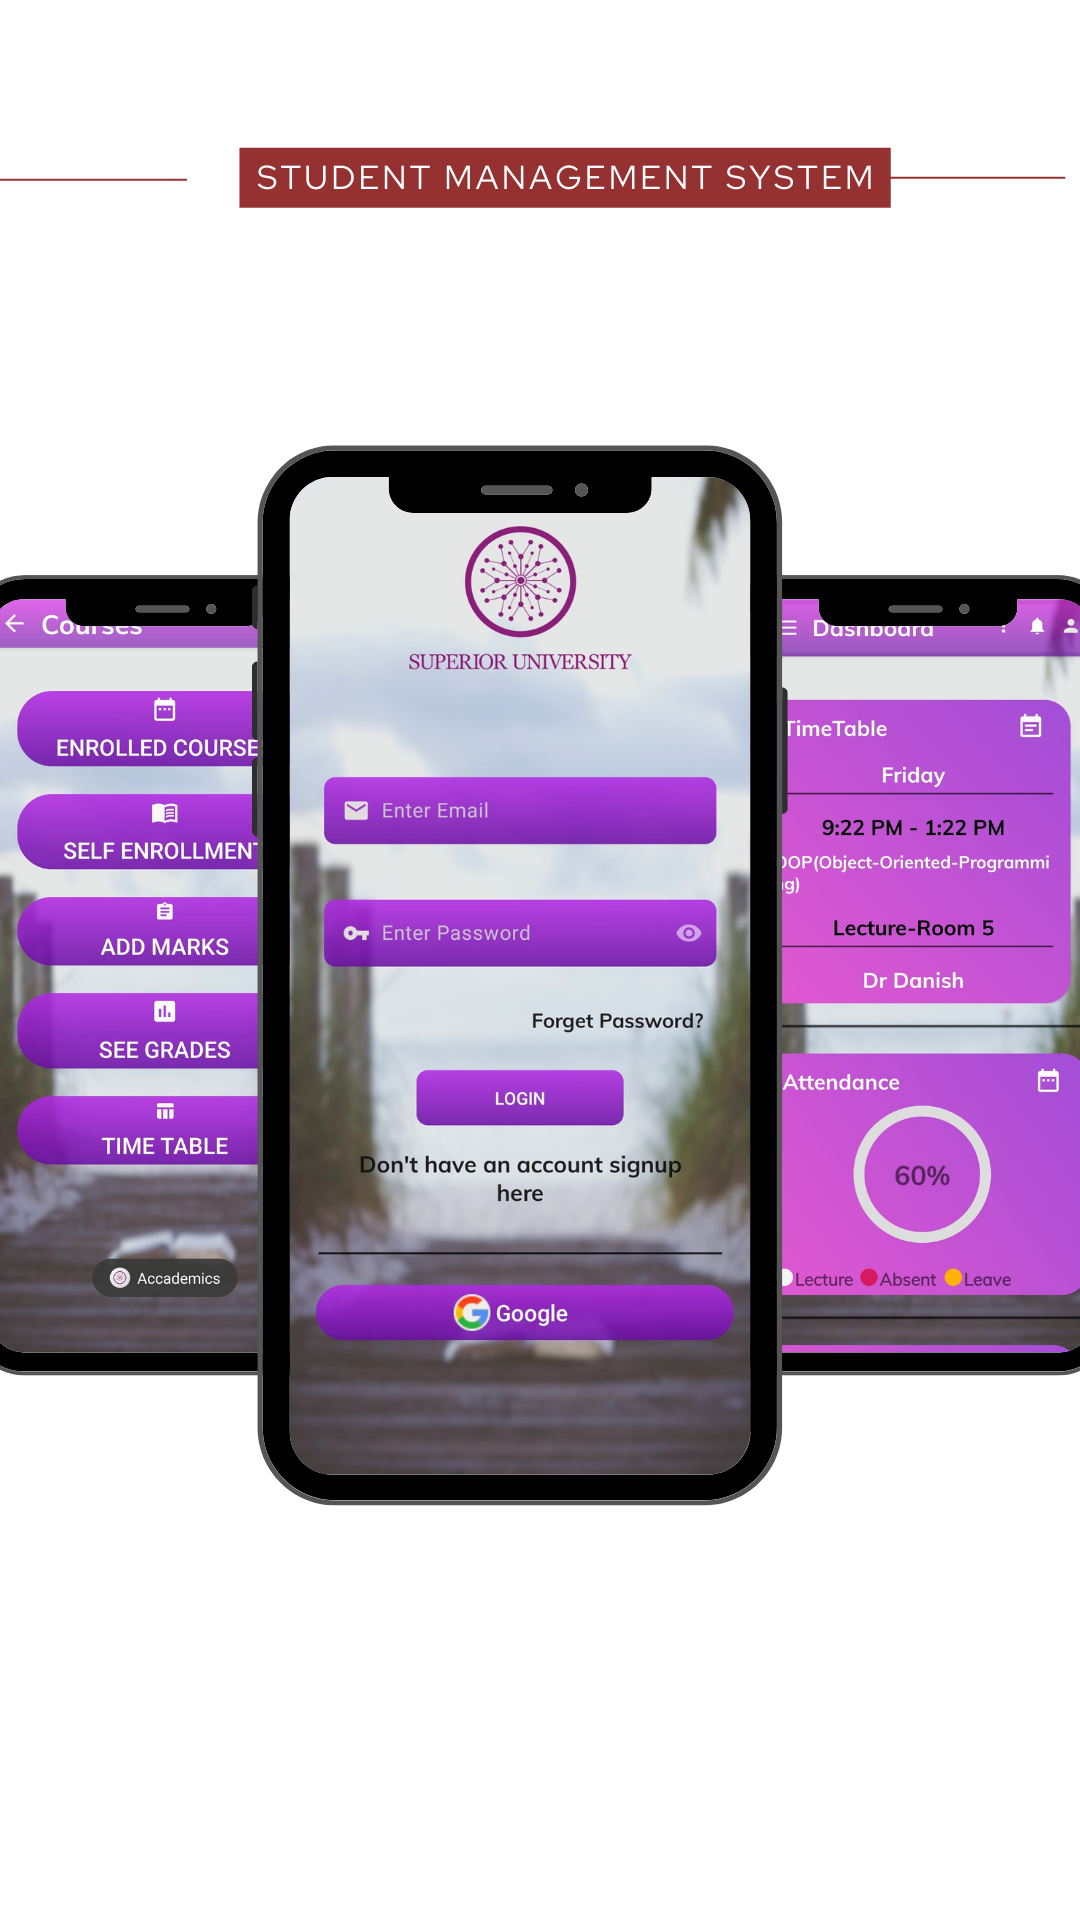 STUDENT MANAGEMENT SYSTEM
Courses
ENROLLED COURSE
SELF ENROLLMENT
ADD MARKS
SEE GRADES
TIME TABLE
Accademics
SUPERIOR UNIVERSITY
Enter Email
Enter Password
Forget Password?
LOGIN
Don't have an account signup
here
Google
Dashboard
TimeTable
Friday
9:22 PM - 1:22 PM
OOP(Object-Oriented-Programmi
ng)
Lecture-Room 5
Dr Danish
Attendance
60%
Lecture Absent Leave